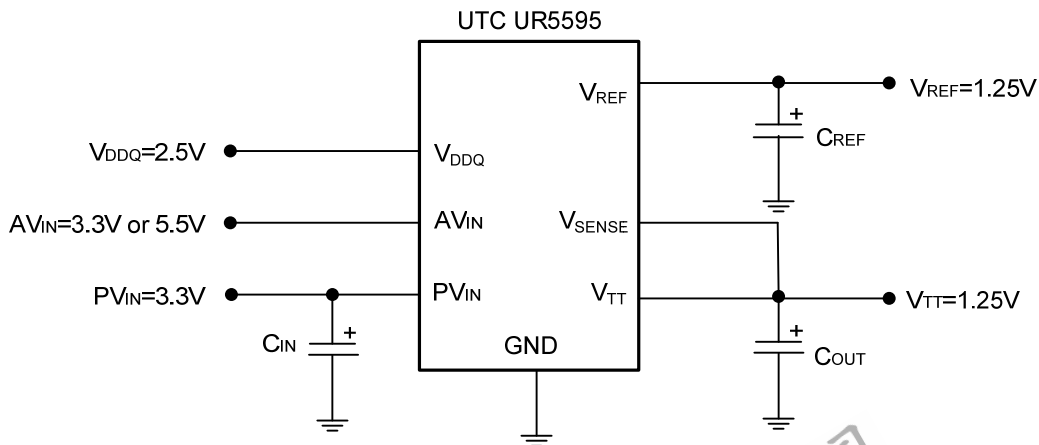 UTC UR5595
VREF
VREF=1.25V
+
CREF
VDDQ=2.5V
VDDQ
AVIN=3.3V or 5.5V
AVIN
VSENSE
PVIN=3.3V
PVIN
VTT
VTT=1.25V
CIN
+
GND
+
COUT